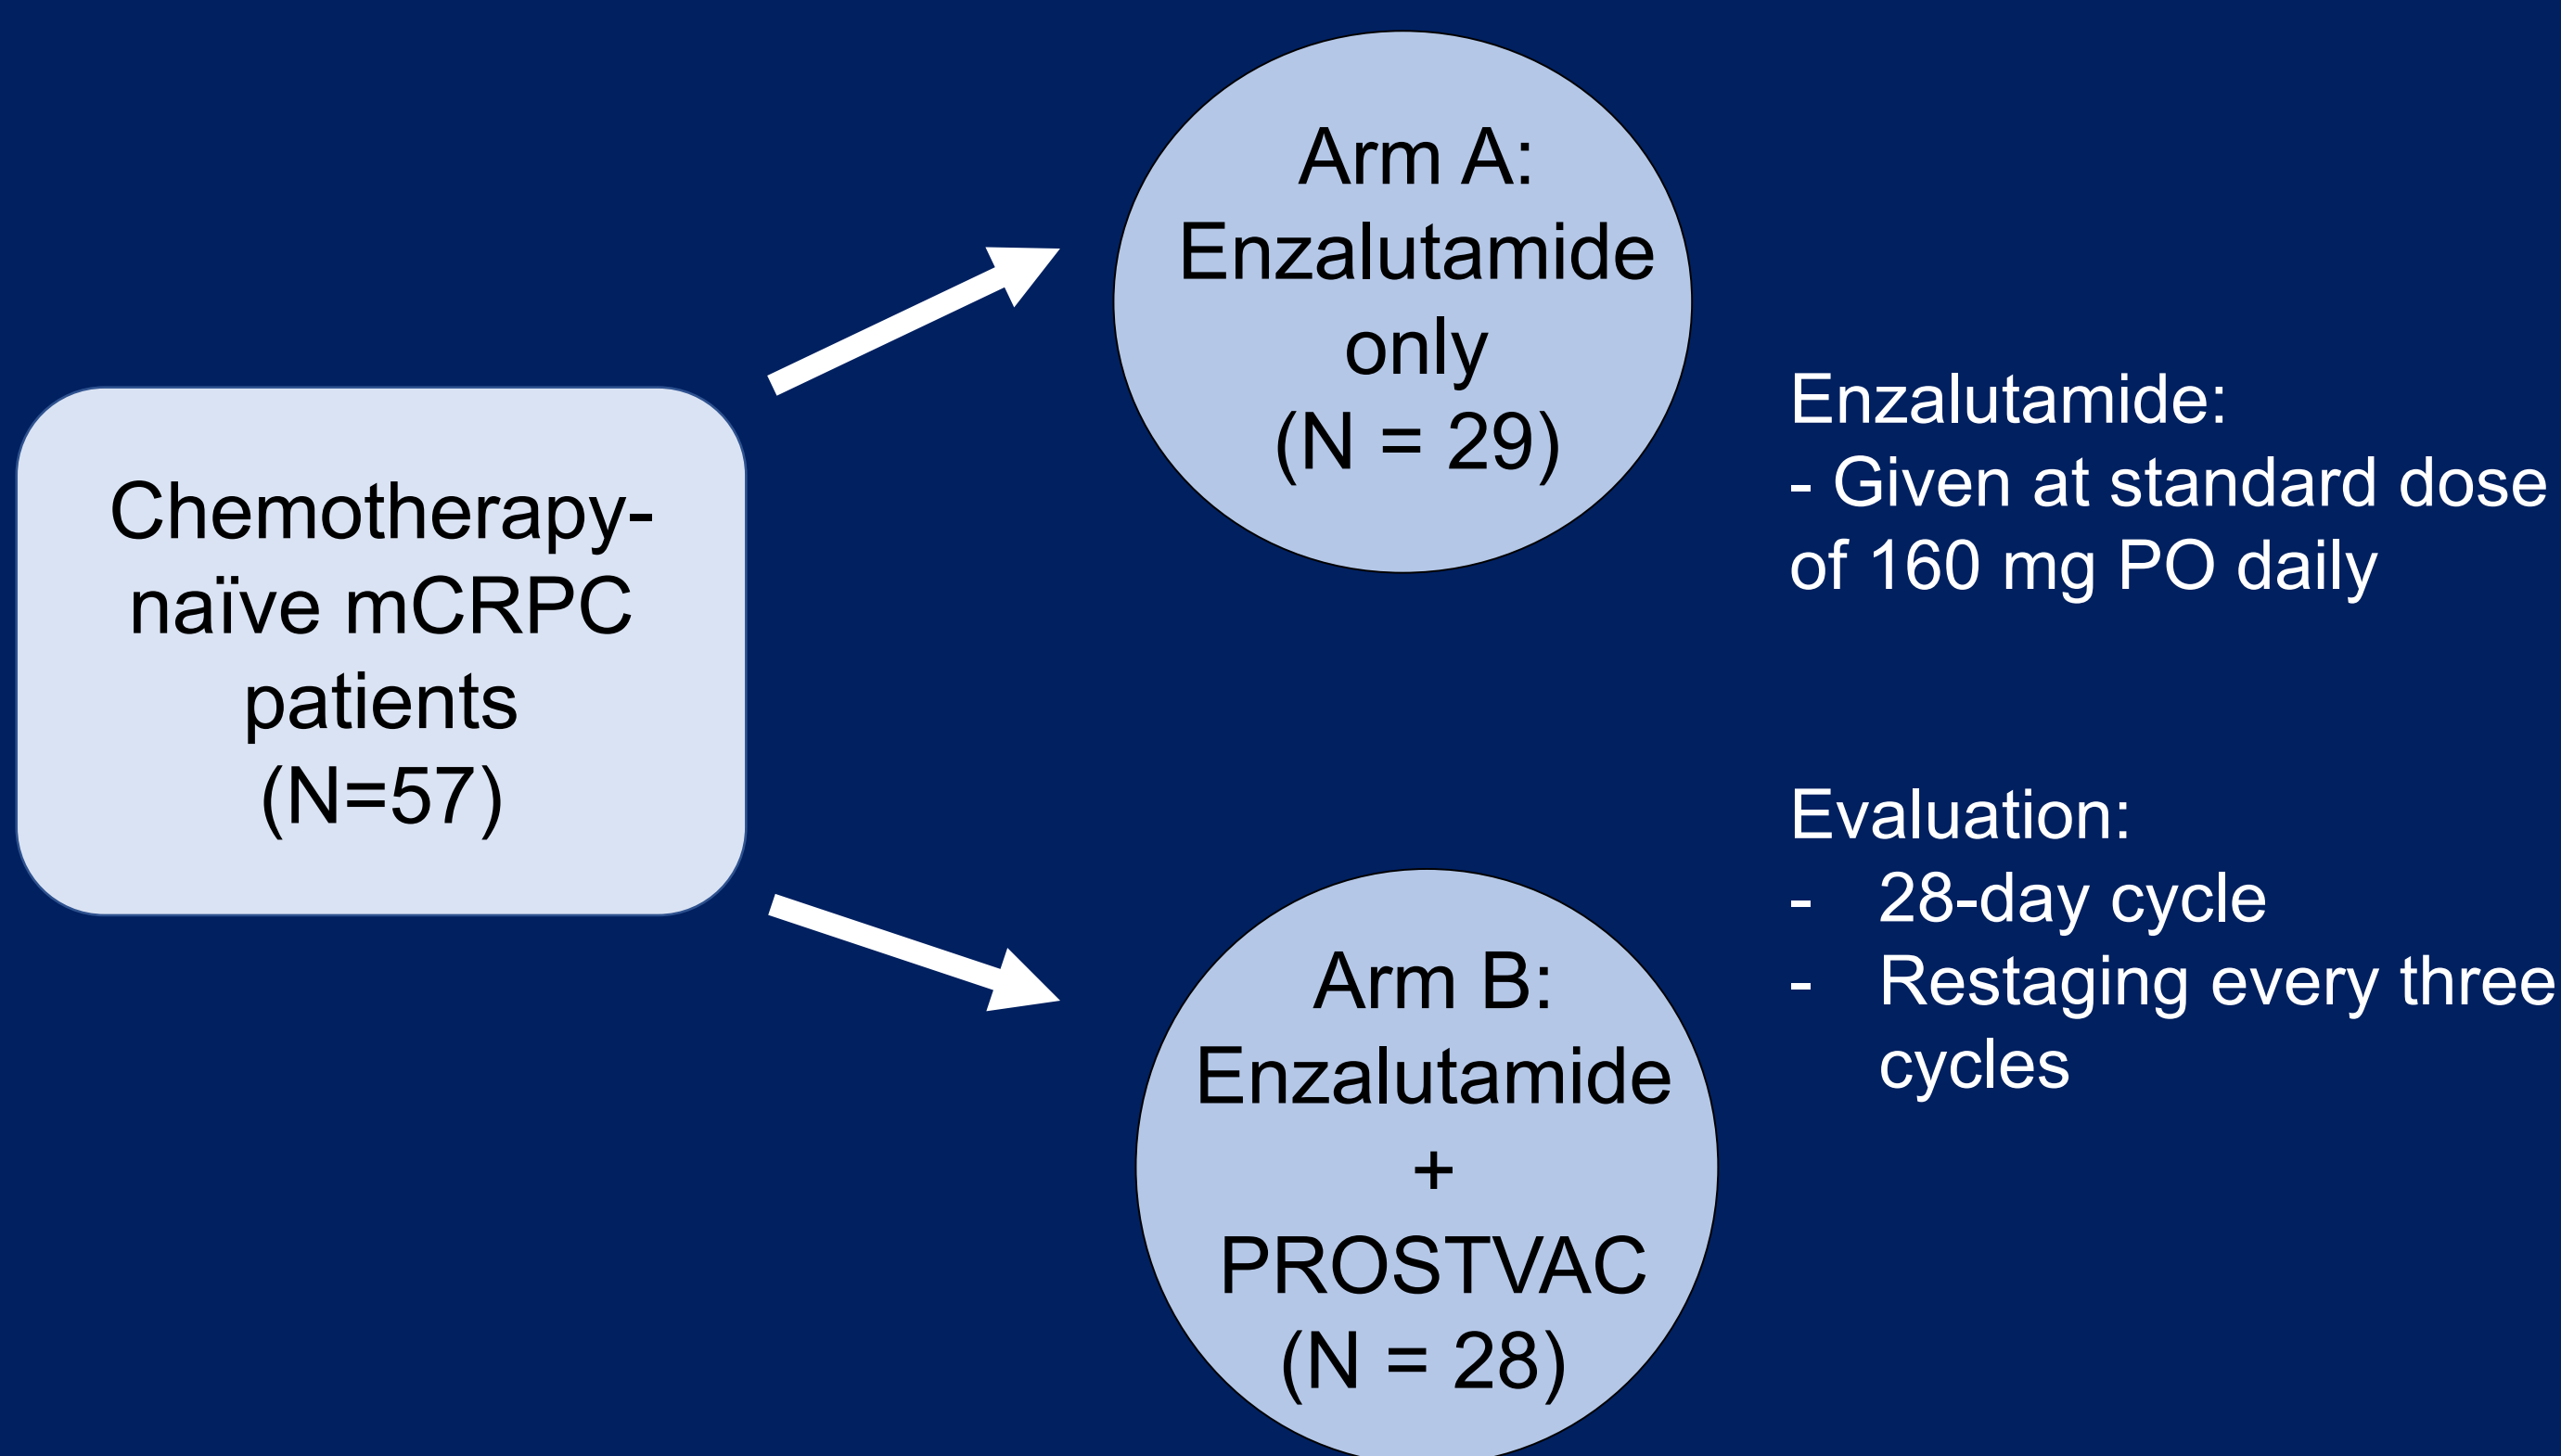 Chemotherapy-
naïve mCRPC
patients
(N=57)
Arm A:
Enzalutamide
only
(N = 29)
Arm B:
Enzalutamide
+
PROSTVAC
(N = 28)
Enzalutamide:
- Given at standard dose
of 160 mg PO daily
Evaluation:
- 28-day cycle
- Restaging every three
cycles